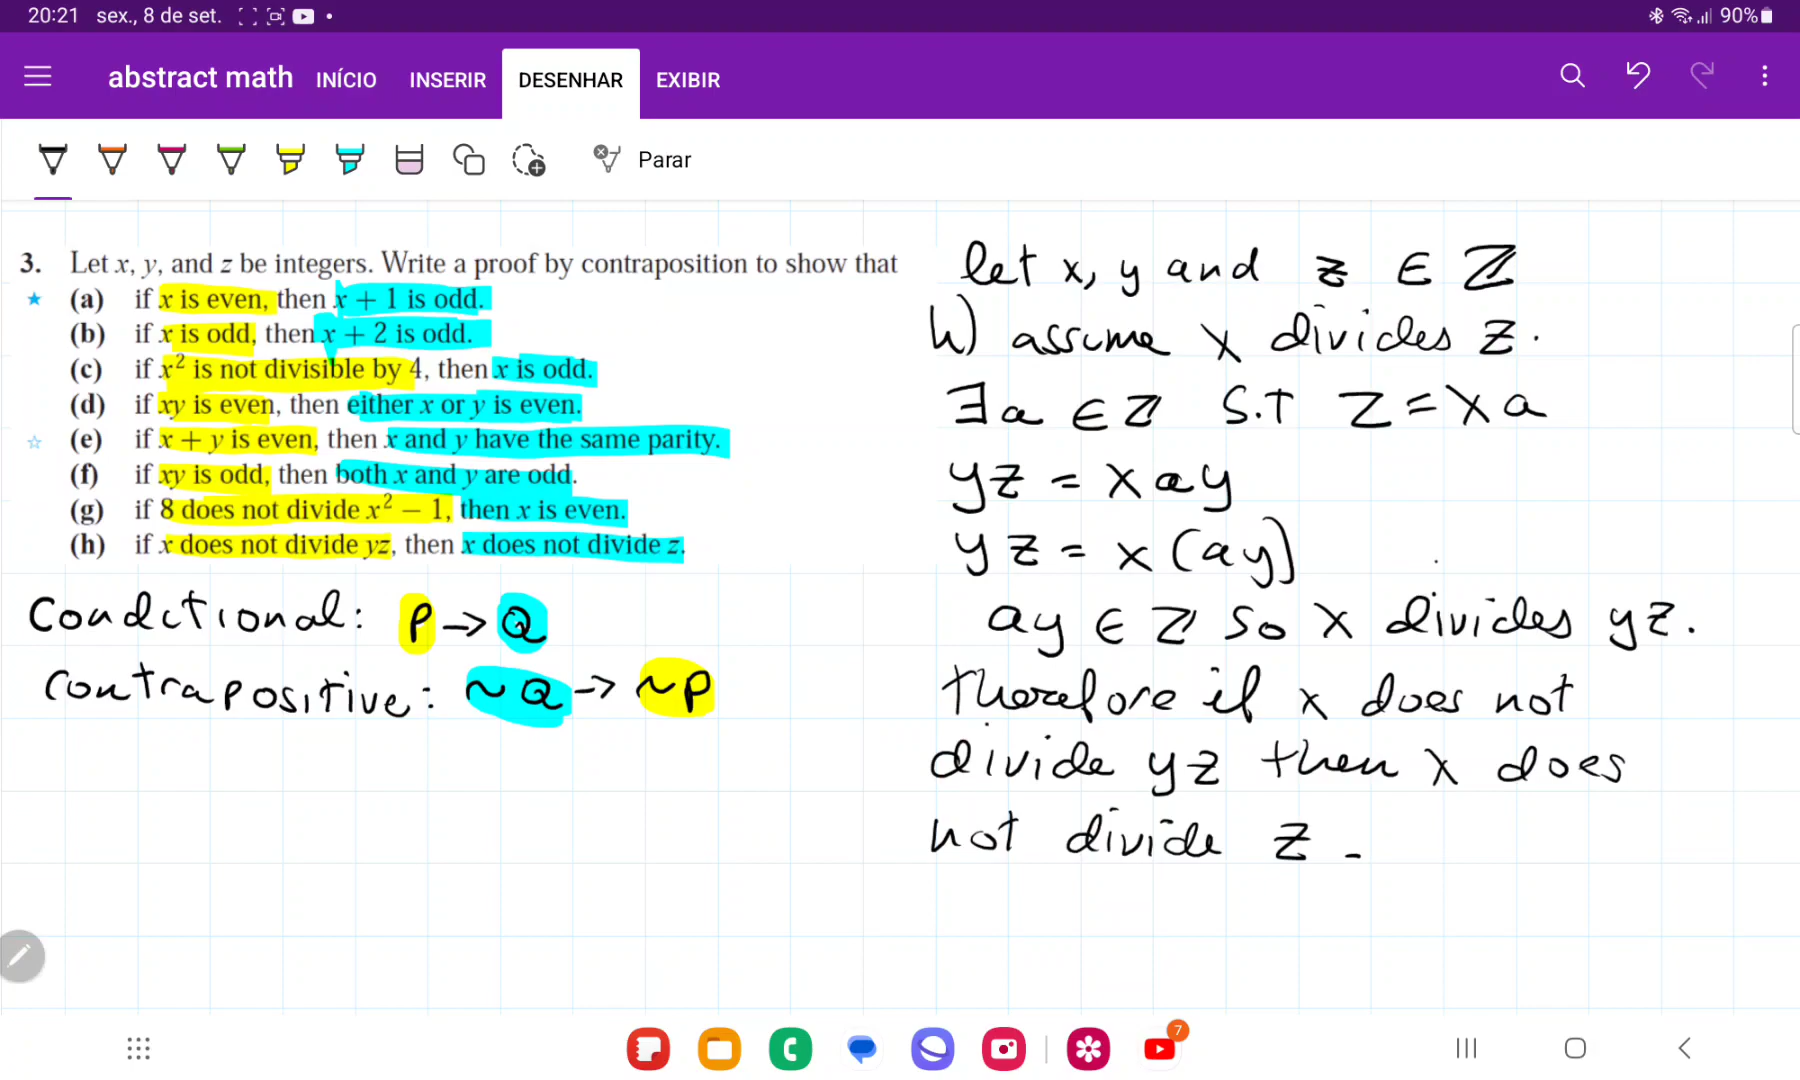 20:21 sex., 8 de set.
90%
abstract math INÍCIO INSERIR DESENHAR EXIBIR
Parar
3. Let x, y, and z be integers. Write a proof by contraposition to show that
★ (a) if x is even, then x + 1 is odd.
(b) if x is odd, then x + 2 is odd.
(c) if x² is not divisible by 4, then x is odd.
(d) if xy is even, then either x or y is even.
☆ (e) if x + y is even, then x and y have the same parity.
(f) if xy is odd, then both x and y are odd.
(g) if 8 does not divide x² − 1, then x is even.
(h) if x does not divide yz, then x does not divide z.
Conditional: P → Q
contrapositive: ~Q → ~P
let x, y and z ∈ ℤ
h) assume x divides z.
∃a ∈ ℤ S.T z = xa
yz = xay
yz = x(ay)
ay ∈ ℤ so x divides yz.
therefore if x does not
divide yz then x does
not divide z.
7